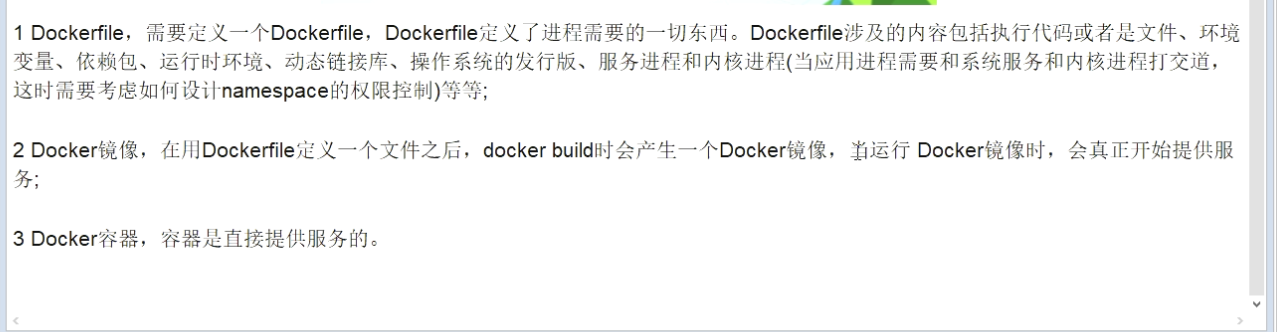 1 Dockerfile，需要定义一个Dockerfile，Dockerfile定义了进程需要的一切东西。Dockerfile涉及的内容包括执行代码或者是文件、环境
变量、依赖包、运行时环境、动态链接库、操作系统的发行版、服务进程和内核进程(当应用进程需要和系统服务和内核进程打交道，
这时需要考虑如何设计namespace的权限控制)等等;
2 Docker镜像，在用Dockerfile定义一个文件之后，docker build时会产生一个Docker镜像，当运行 Docker镜像时，会真正开始提供服
务;
3 Docker容器，容器是直接提供服务的。